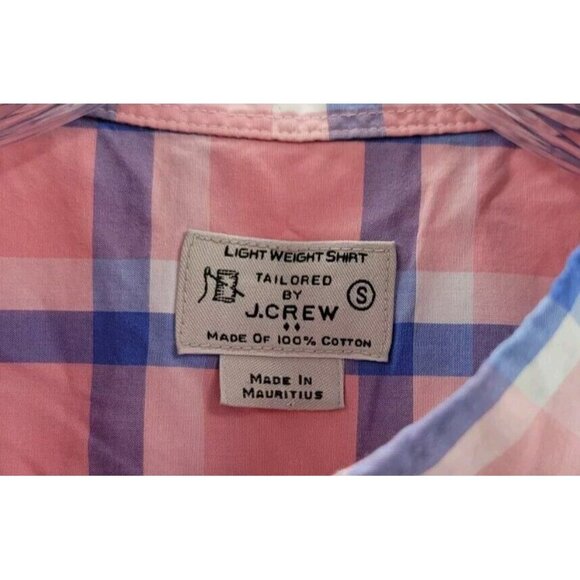 LIGHT WEIGHT SHIRT
TAILORED
BY
S
J.CREW
MADE OF 100% COTTON
MADE IN
MAURITIUS